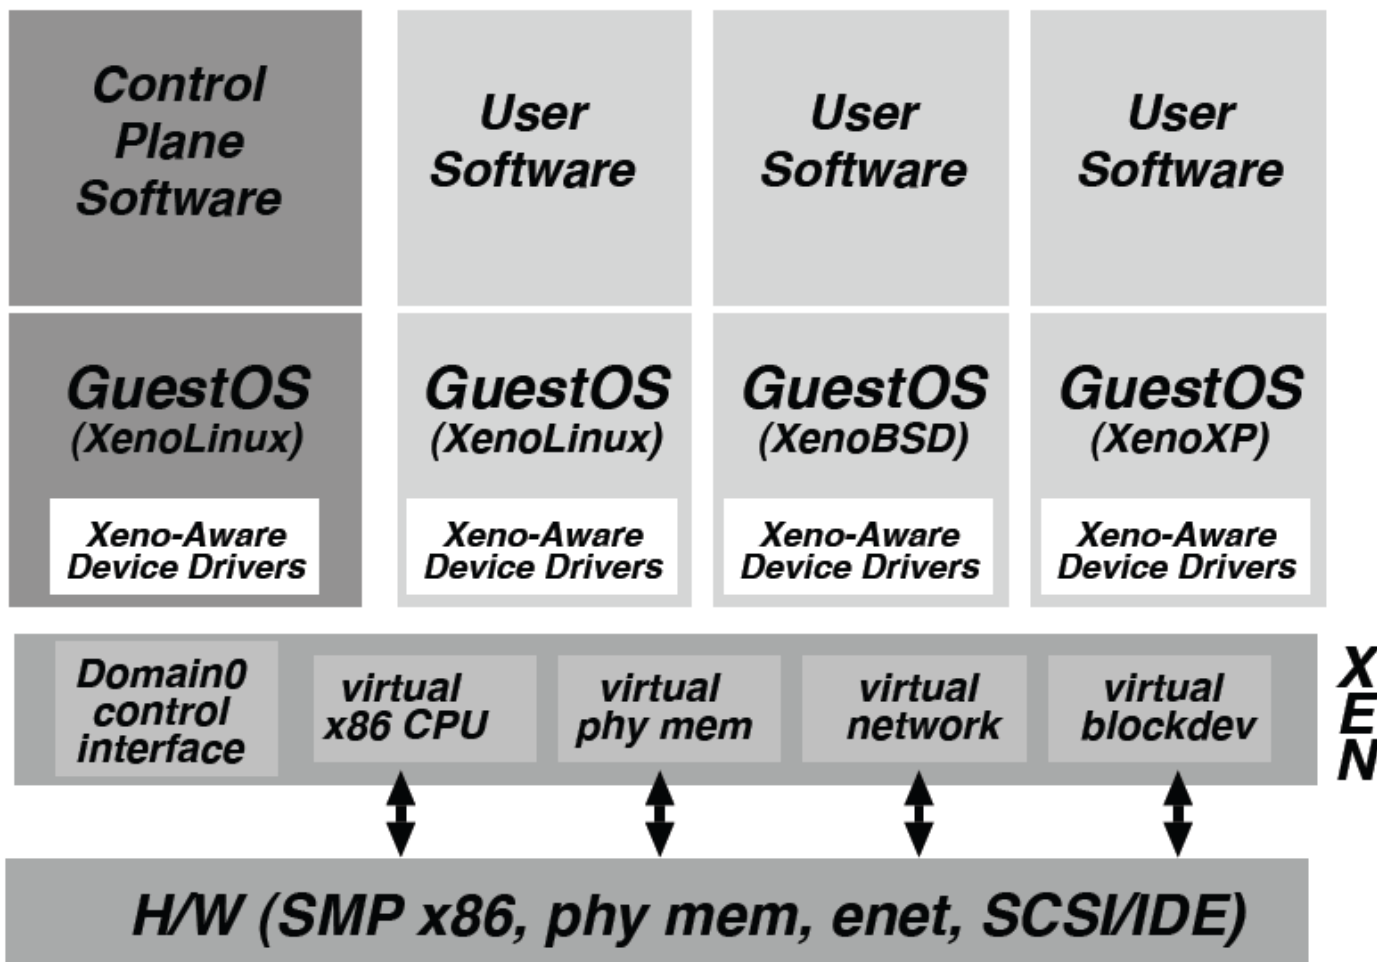 Control
Plane
Software
User
Software
User
Software
User
Software
GuestOS
(XenoLinux)
GuestOS
(XenoLinux)
GuestOS
(XenoBSD)
GuestOS
(XenoXP)
Xeno-Aware
Device Drivers
Xeno-Aware
Device Drivers
Xeno-Aware
Device Drivers
Xeno-Aware
Device Drivers
Domain0
control
interface
virtual
x86 CPU
virtual
phy mem
virtual
network
virtual
blockdev
X
E
N
H/W (SMP x86, phy mem, enet, SCSI/IDE)